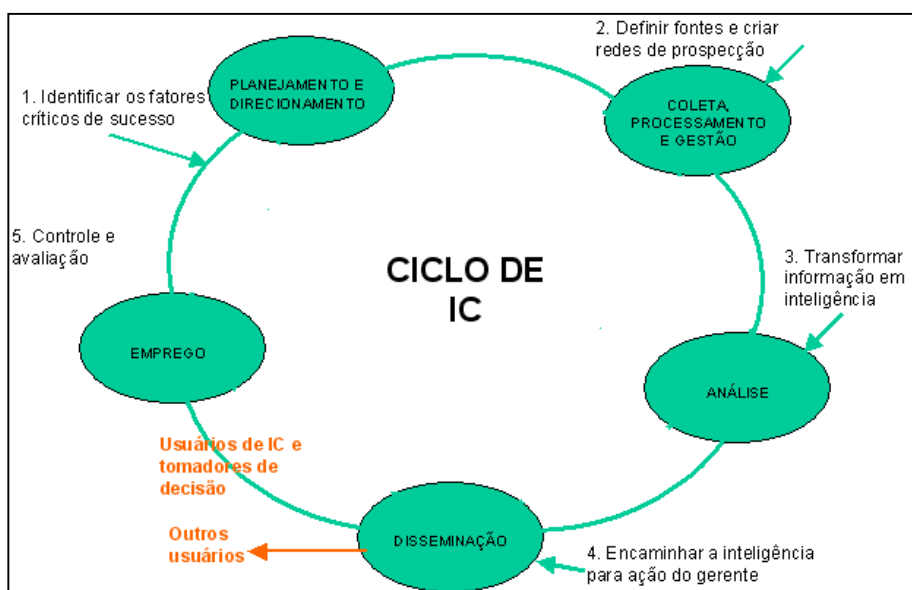 2. Definir fontes e criar
redes de prospecção
PLANEJAMENTO E
DIRECIONAMENTO
1. Identificar os fatores
críticos de sucesso
COLETA,
PROCESSAMENTO
E GESTÃO
5. Controle e
avaliação
CICLO DE
IC
3. Transformar
informação em
inteligência
EMPREGO
ANÁLISE
Usuários de IC e
tomadores de
decisão
Outros
usuários
DISSEMINAÇÃO
4. Encaminhar a inteligência
para ação do gerente